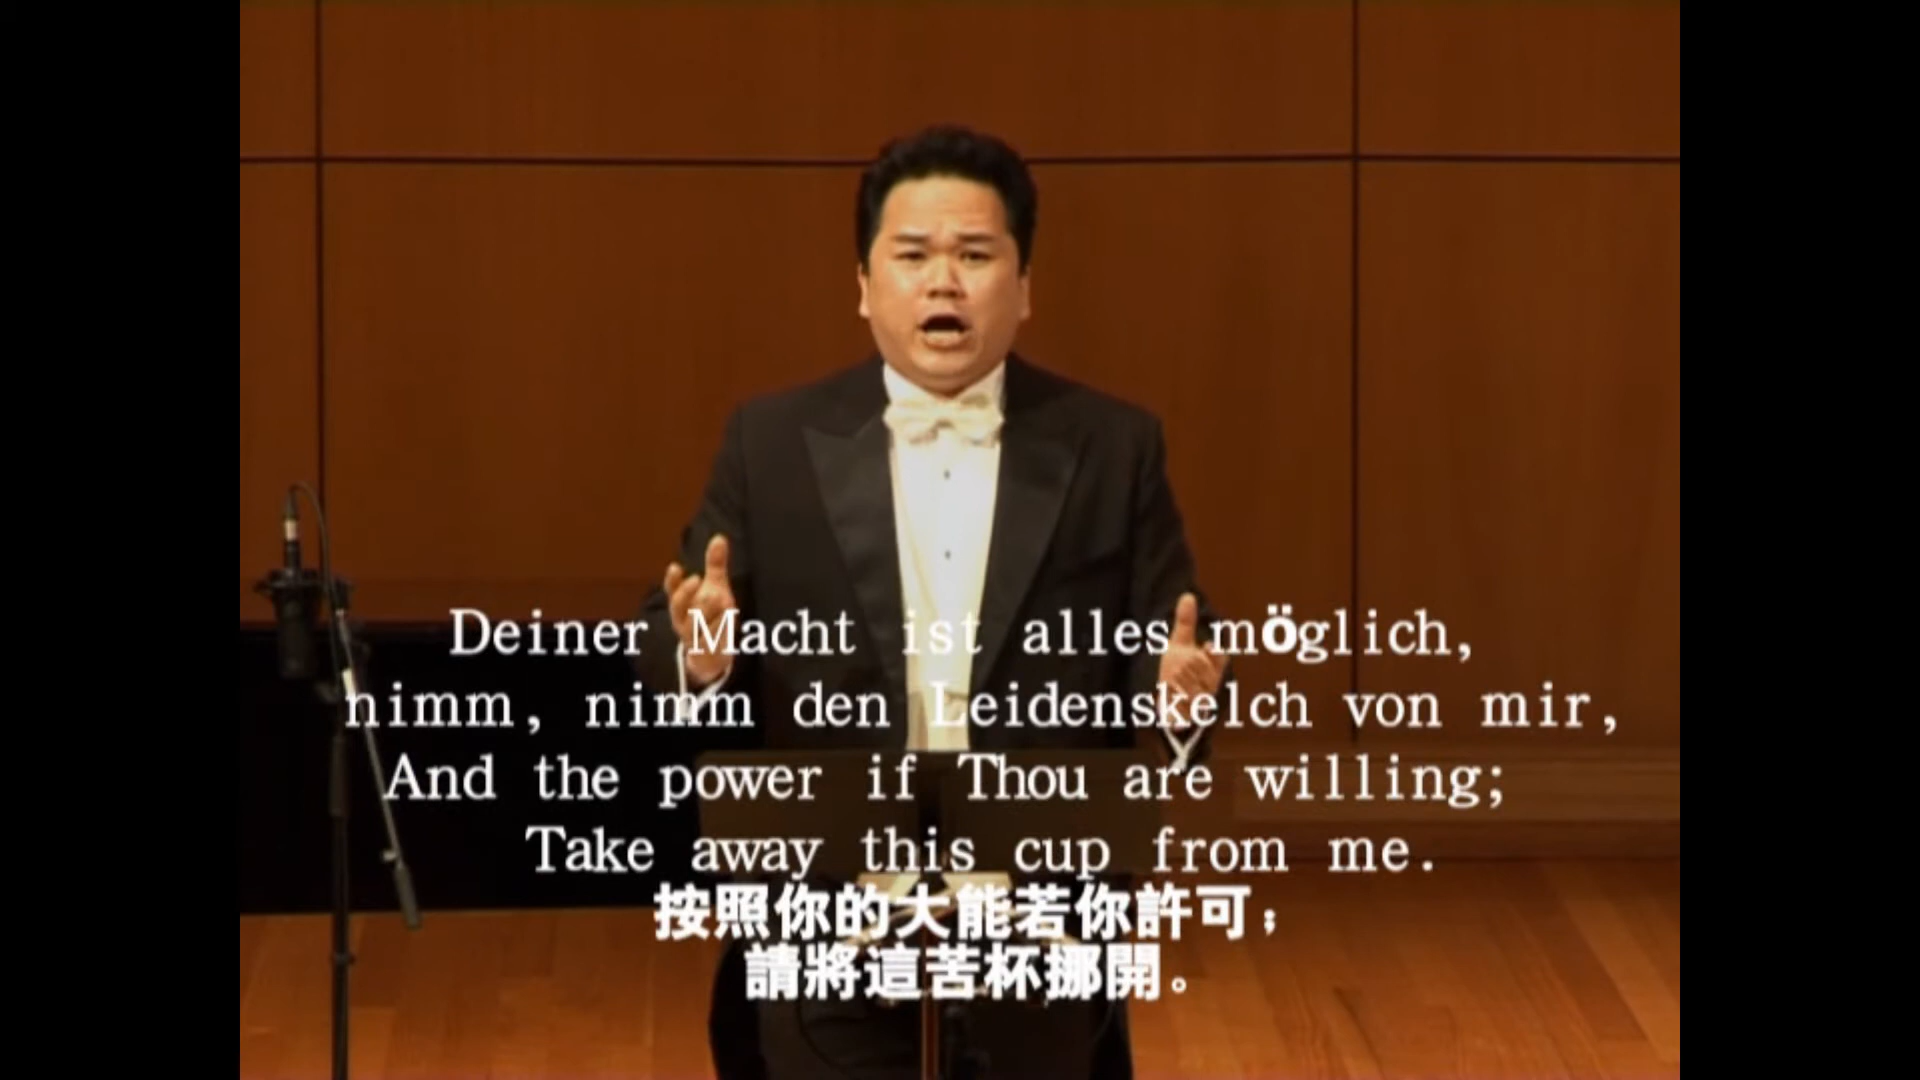 Deiner Macht ist alles möglich,
nimm, nimm den Leidenskelch von mir,
And the power if Thou are willing;
Take away this cup from me.
按照你的大能若你許可；
請將這苦杯挪開。